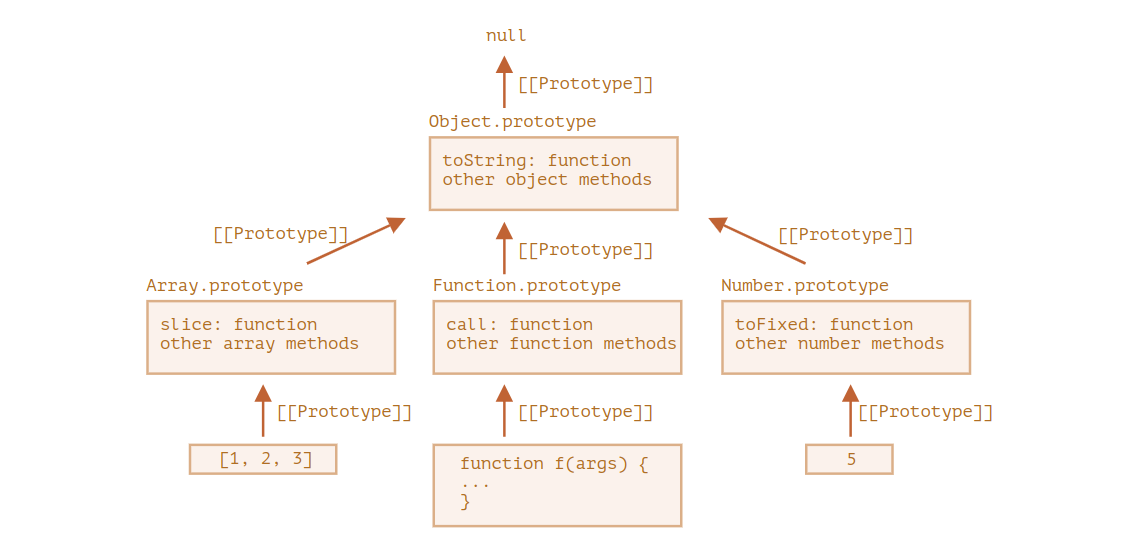 null
[[Prototype]]
Object.prototype
toString: function
other object methods
[[Prototype]]
[[Prototype]]
[[Prototype]]
Array.prototype
slice: function
other array methods
Function.prototype
call: function
other function methods
Number.prototype
toFixed: function
other number methods
[[Prototype]]
[[Prototype]]
[[Prototype]]
[1, 2, 3]
function f(args) {
...
}
5